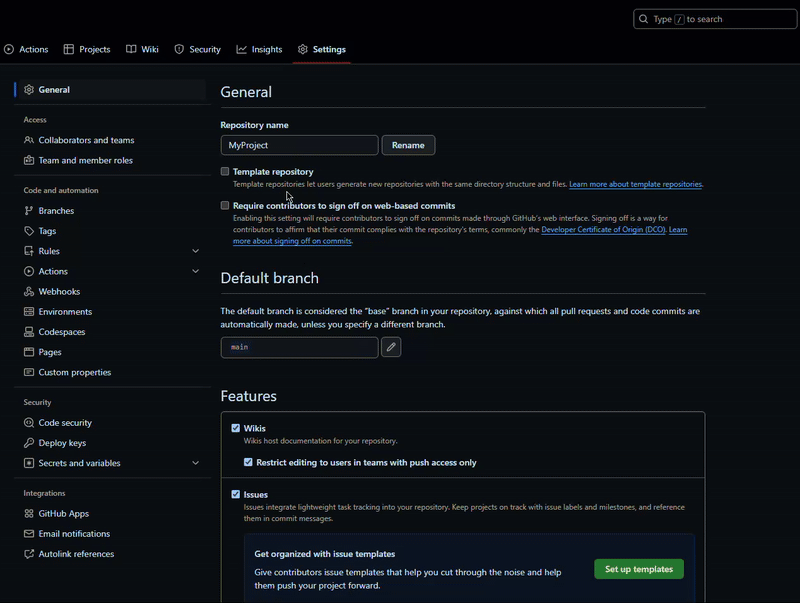 Type / to search
Actions Projects Wiki Security Insights Settings
General
Access
Collaborators and teams
Team and member roles
Code and automation
Branches
Tags
Rules
Actions
Webhooks
Environments
Codespaces
Pages
Custom properties
Security
Code security
Deploy keys
Secrets and variables
Integrations
GitHub Apps
Email notifications
Autolink references
General
Repository name
MyProject Rename
Template repository
Template repositories let users generate new repositories with the same directory structure and files. Learn more about template repositories.
Require contributors to sign off on web-based commits
Enabling this setting will require contributors to sign off on commits made through GitHub's web interface. Signing off is a way for
contributors to affirm that their commit complies with the repository's terms, commonly the Developer Certificate of Origin (DCO). Learn
more about signing off on commits.
Default branch
The default branch is considered the "base" branch in your repository, against which all pull requests and code commits are
automatically made, unless you specify a different branch.
main
Features
Wikis
Wikis host documentation for your repository.
Restrict editing to users in teams with push access only
Issues
Issues integrate lightweight task tracking into your repository. Keep projects on track with issue labels and milestones, and reference
them in commit messages.
Get organized with issue templates
Give contributors issue templates that help you cut through the noise and help
them push your project forward.
Set up templates